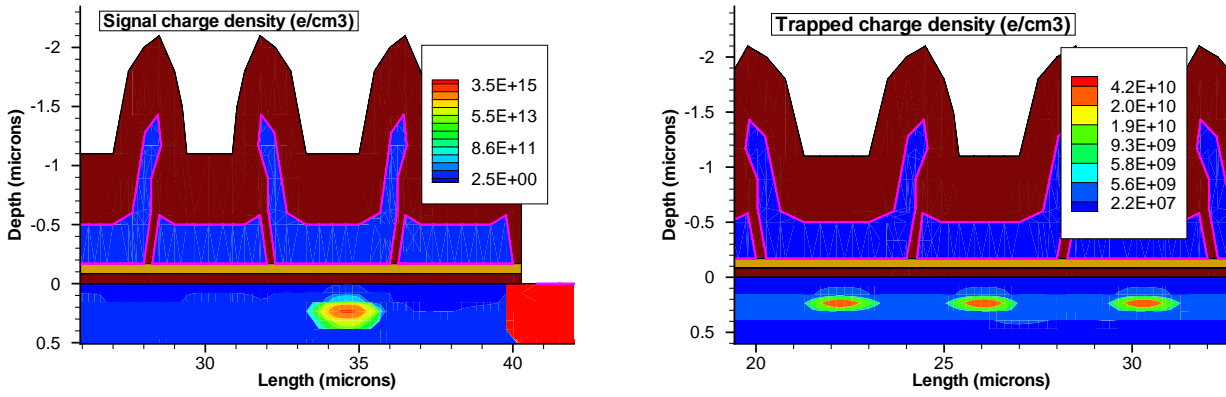 Signal charge density (e/cm3)
3.5E+15
5.5E+13
8.6E+11
2.5E+00
-2
-1.5
-1
-0.5
0
0.5
Depth (microns)
30
35
40
Length (microns)
Trapped charge density (e/cm3)
4.2E+10
2.0E+10
1.9E+10
9.3E+09
5.8E+09
5.6E+09
2.2E+07
-2
-1
-0.5
0
0.5
Depth (microns)
20
25
30
Length (microns)
-1.5